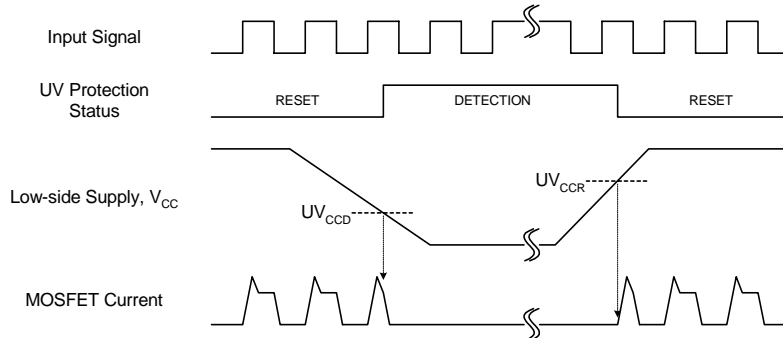 Input Signal
UV Protection
Status
RESET
DETECTION
RESET
Low-side Supply, VCC
UVCCD
UVCCR
MOSFET Current